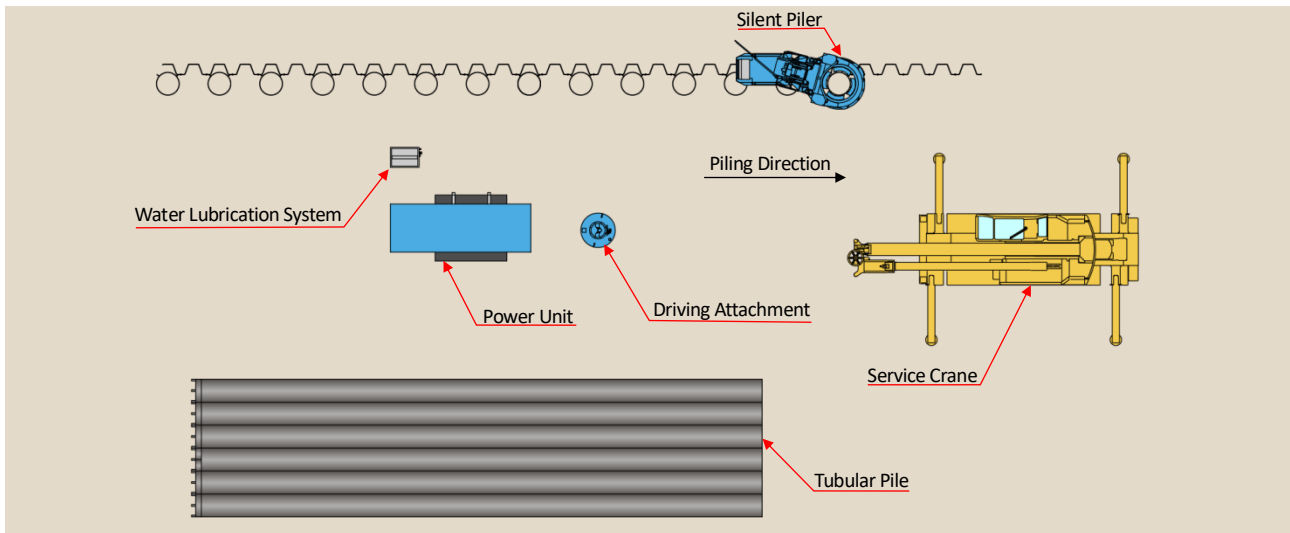 Silent Piler
Piling Direction
Water Lubrication System
Power Unit
Driving Attachment
Service Crane
Tubular Pile